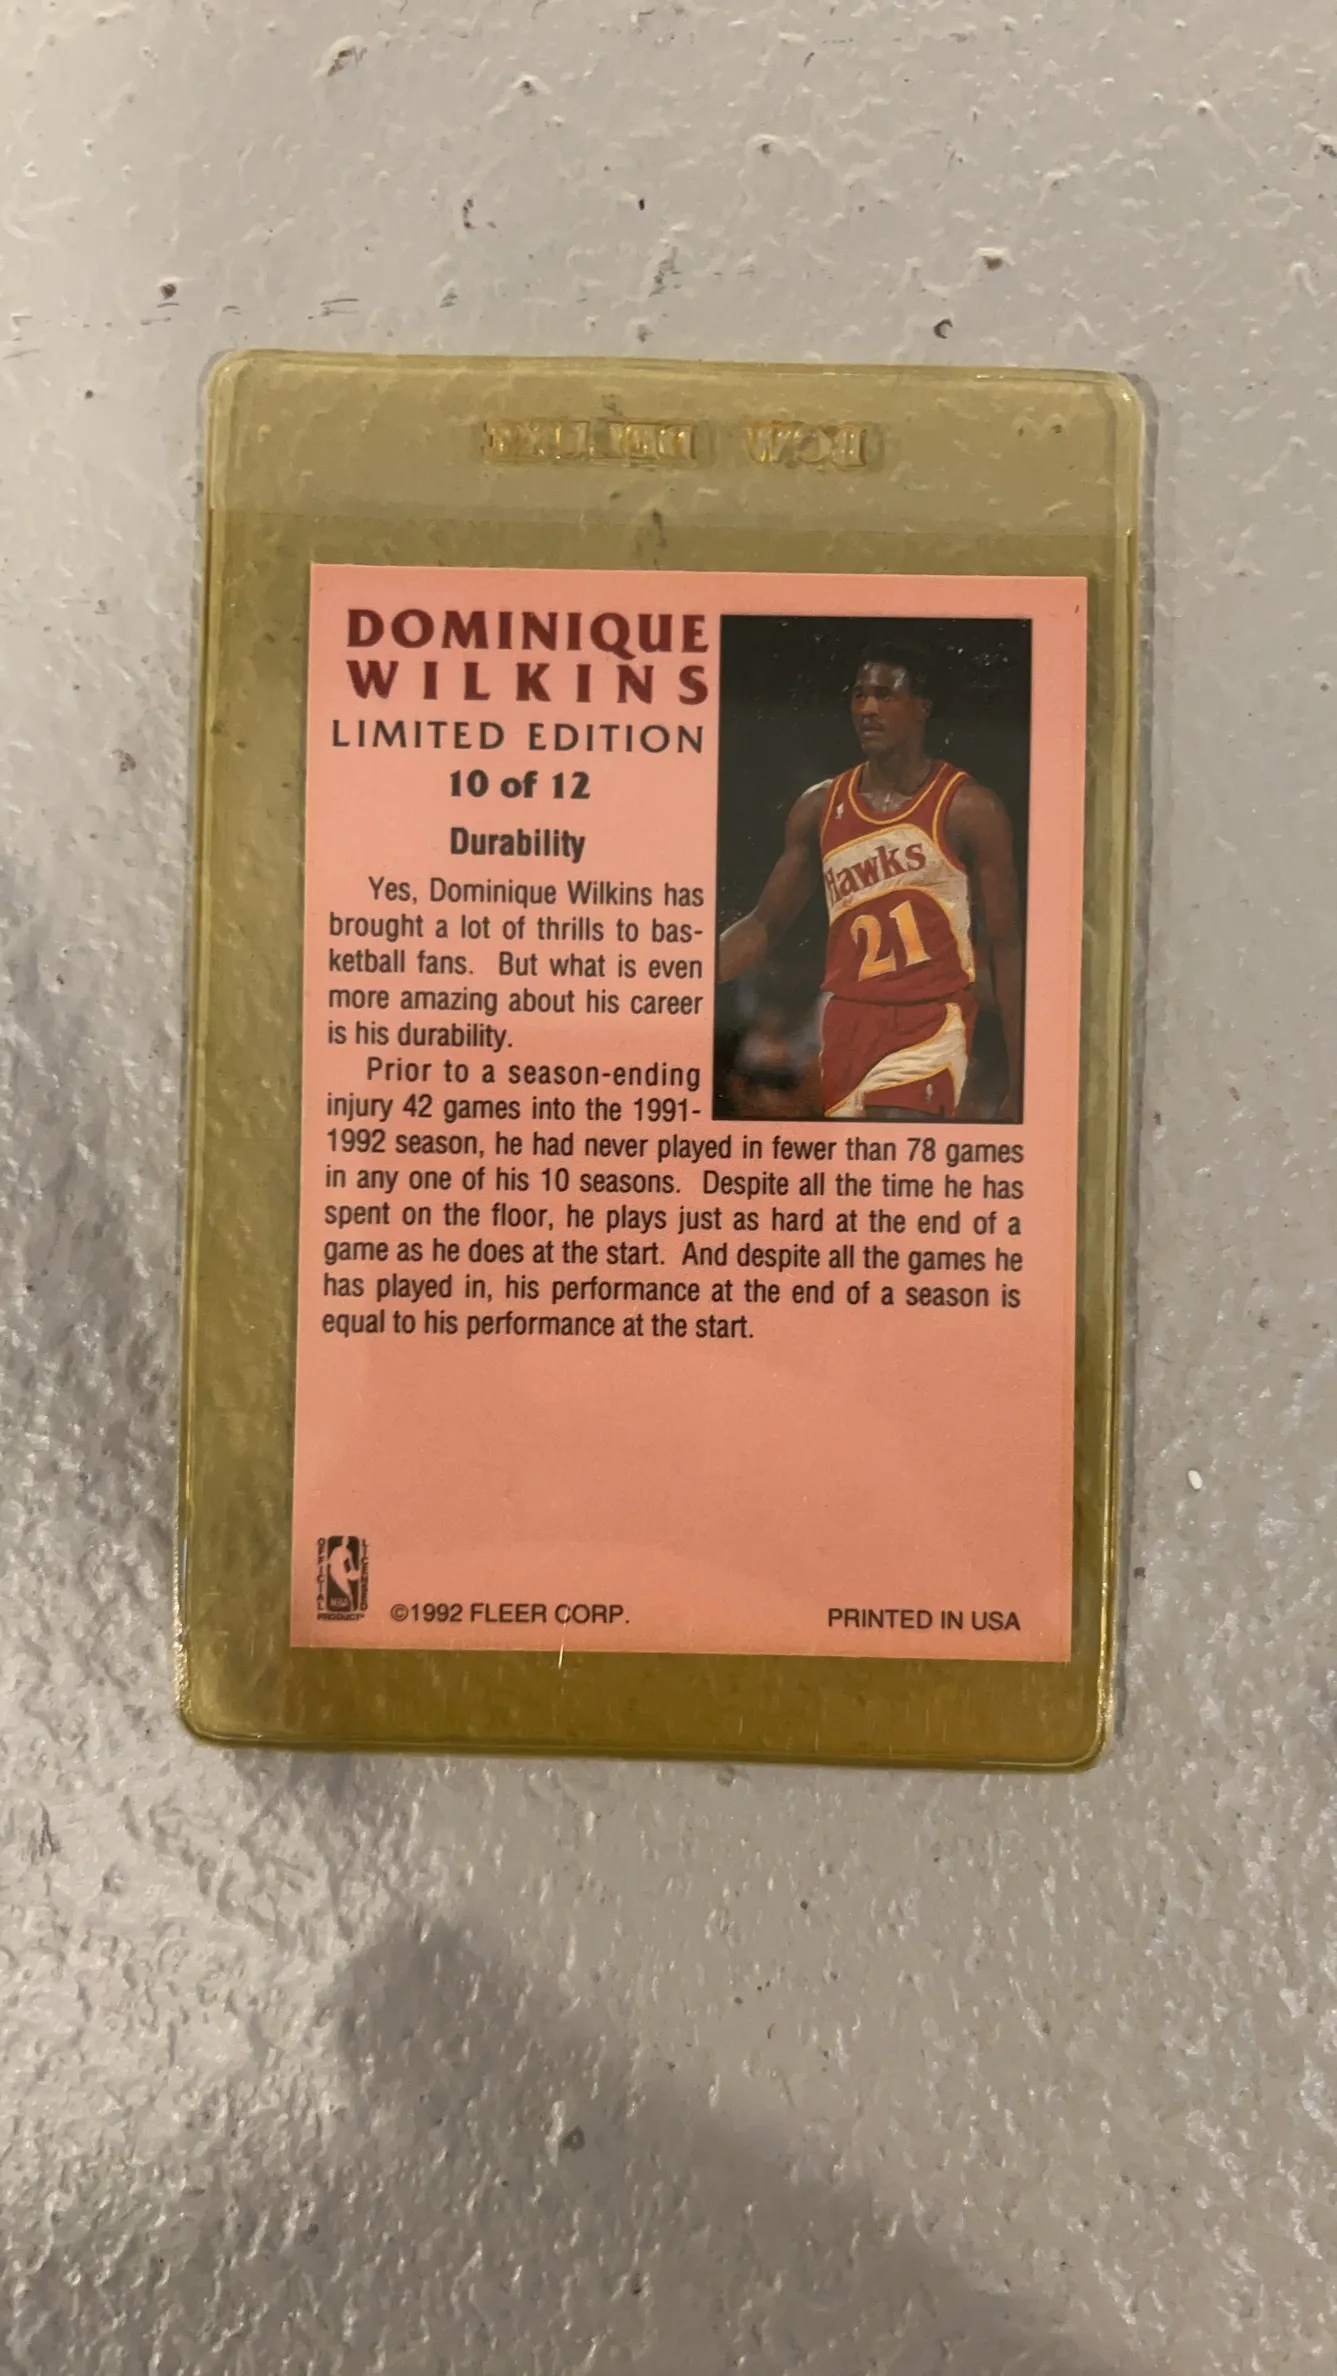 BCW DELUXE
DOMINIQUE
WILKINS
LIMITED EDITION
10 of 12
Durability
Yes, Dominique Wilkins has
brought a lot of thrills to bas-
ketball fans. But what is even
more amazing about his career
is his durability.
Prior to a season-ending
injury 42 games into the 1991-
1992 season, he had never played in fewer than 78 games
in any one of his 10 seasons. Despite all the time he has
spent on the floor, he plays just as hard at the end of a
game as he does at the start. And despite all the games he
has played in, his performance at the end of a season is
equal to his performance at the start.
Hawks
21
OFFICIAL
LICENSED
NBA
PRODUCT
©1992 FLEER CORP.
PRINTED IN USA